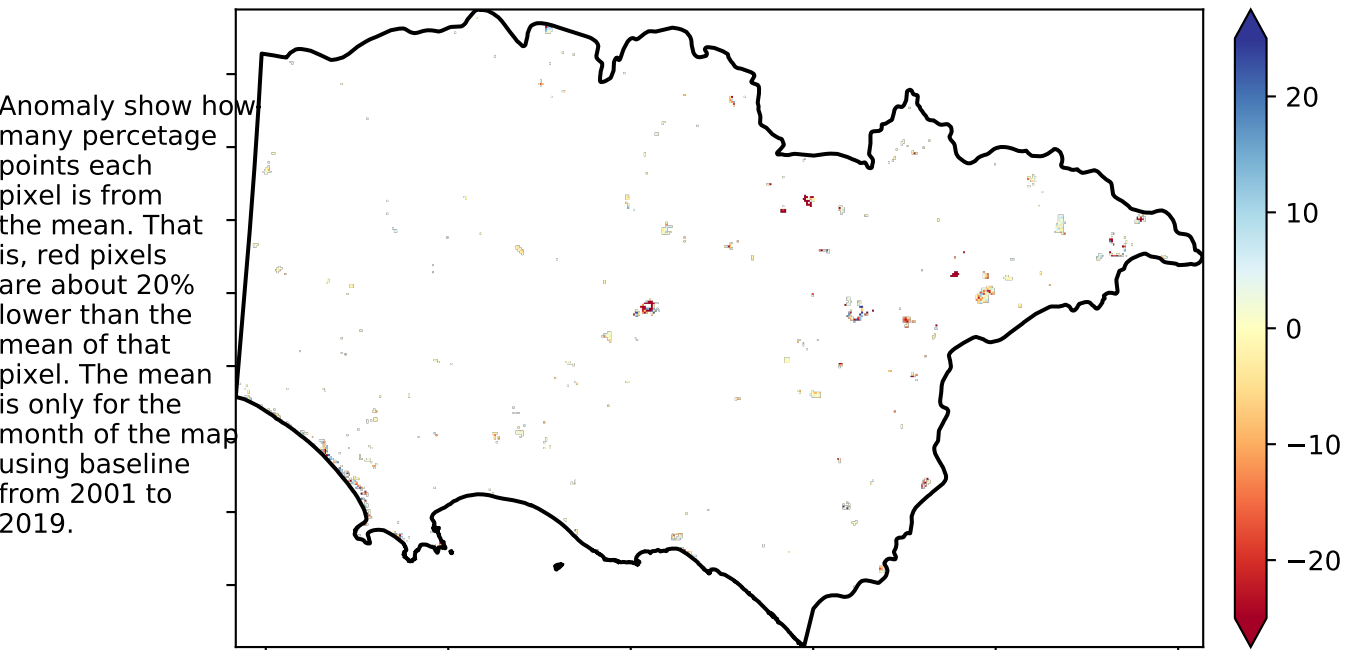 Anomaly show how
many percetage
points each
pixel is from
the mean. That
is, red pixels
are about 20%
lower than the
mean of that
pixel. The mean
is only for the
month of the map
using baseline
from 2001 to
2019.
20
10
0
−10
−20